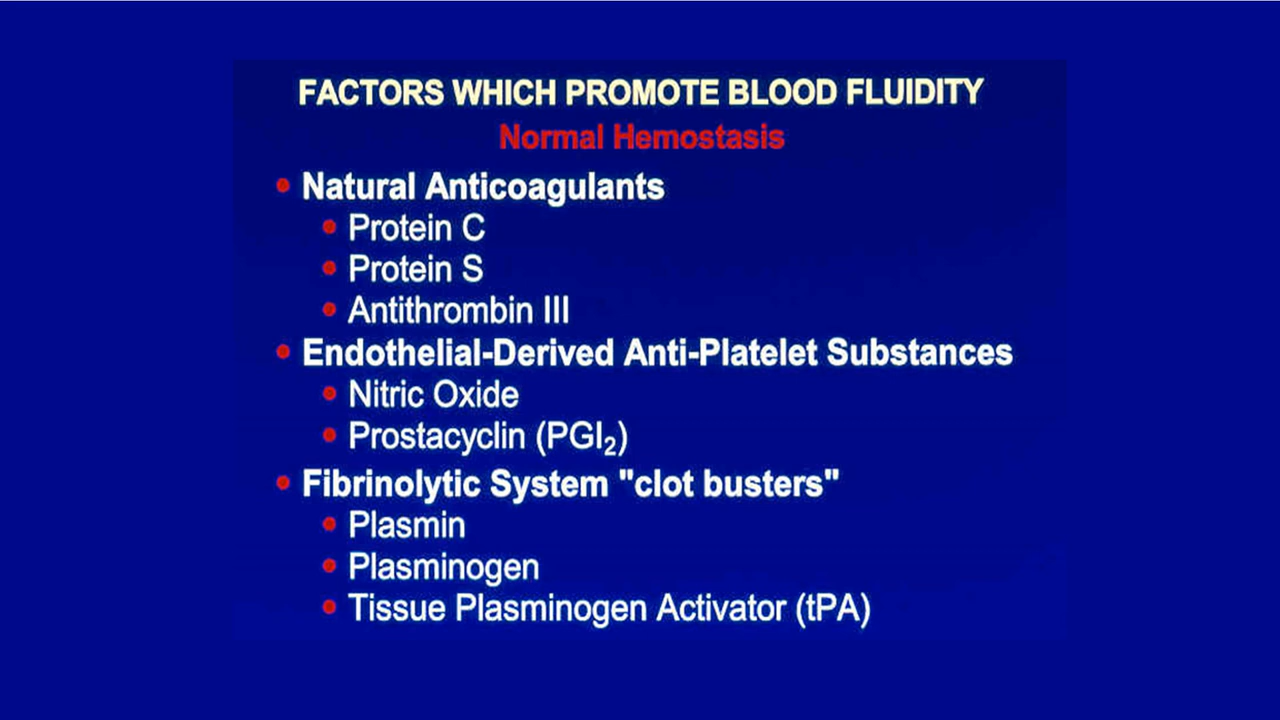 FACTORS WHICH PROMOTE BLOOD FLUIDITY
Normal Hemostasis
• Natural Anticoagulants
• Protein C
• Protein S
• Antithrombin III
• Endothelial-Derived Anti-Platelet Substances
• Nitric Oxide
• Prostacyclin (PGI₂)
• Fibrinolytic System "clot busters"
• Plasmin
• Plasminogen
• Tissue Plasminogen Activator (tPA)